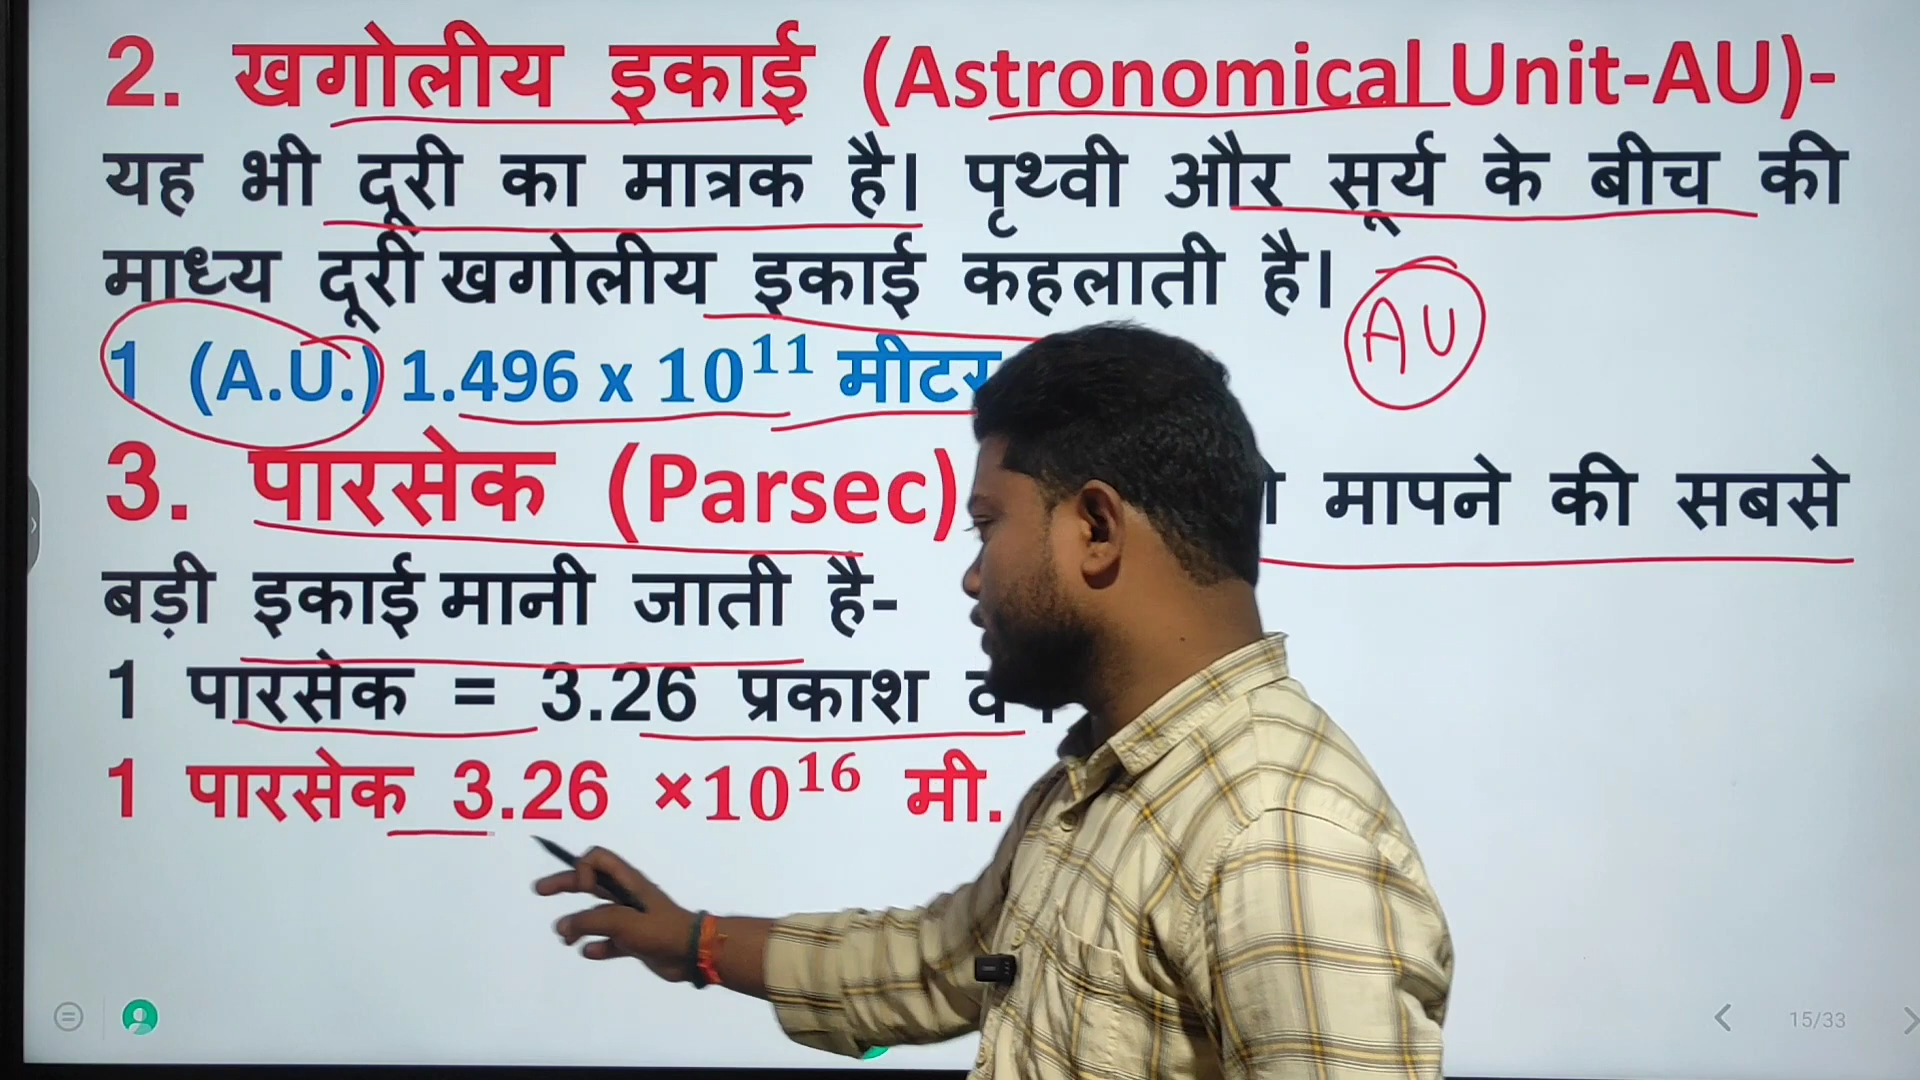 2. खगोलीय इकाई (Astronomical Unit-AU)-
यह भी दूरी का मात्रक है। पृथ्वी और सूर्य के बीच की
माध्य दूरी खगोलीय इकाई कहलाती है।
AU
1 (A.U.) 1.496 x 10¹¹ मीटर
3. पारसेक (Parsec) मापने की सबसे
बड़ी इकाई मानी जाती है-
1 पारसेक = 3.26 प्रकाश
1 पारसेक 3.26 ×10¹⁶ मी.
15/33